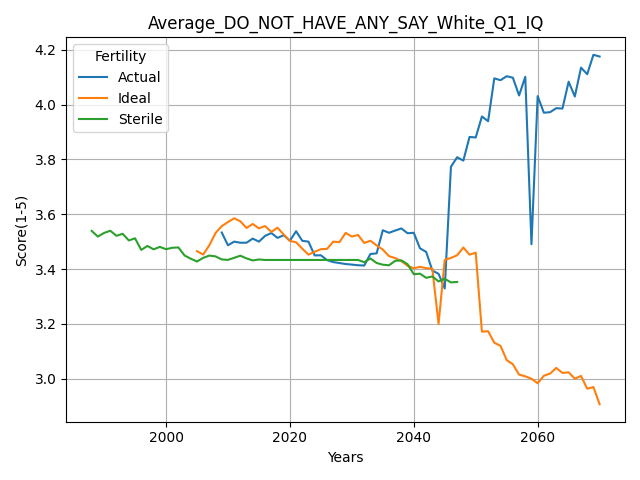 Average_DO_NOT_HAVE_ANY_SAY_White_Q1_IQ
Fertility
Actual
Ideal
Sterile
4.2
4.0
3.8
3.6
3.4
3.2
3.0
Score(1-5)
2000 2020 2040 2060
Years